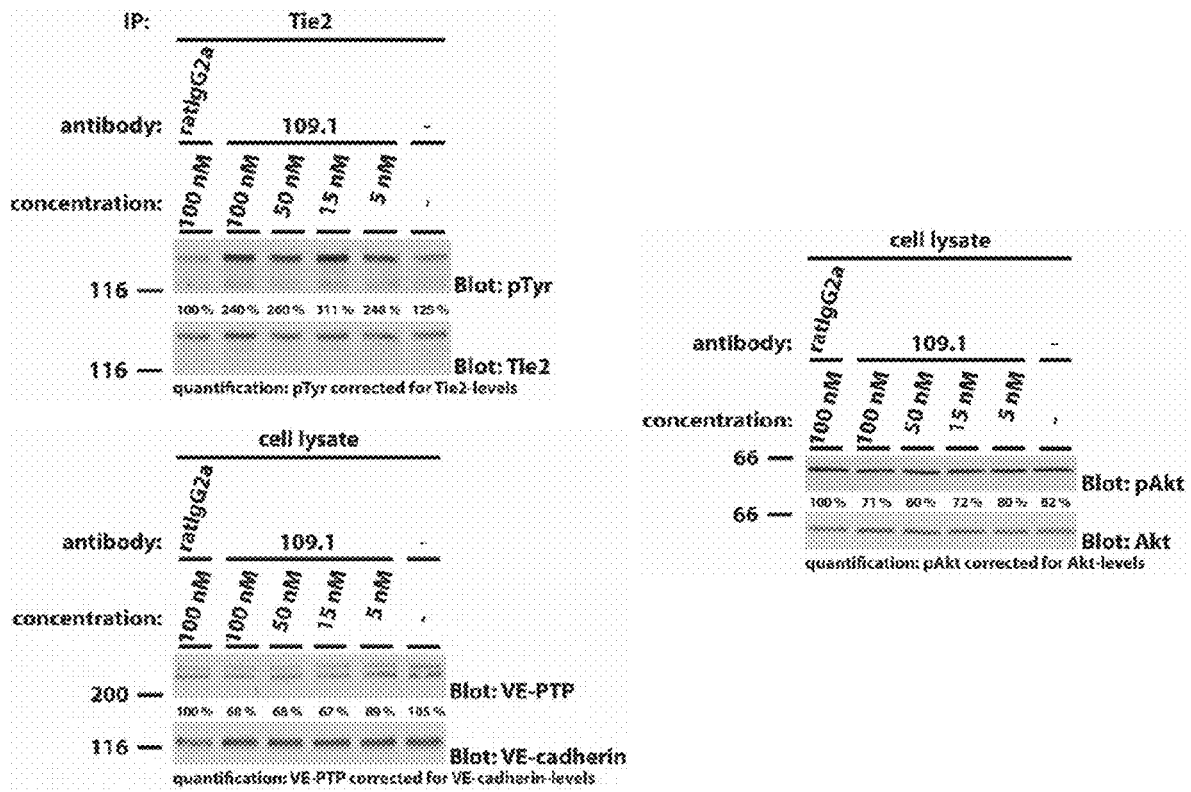 IP: Tie2
antibody: ratIgG2a 109.1 -
concentration: 100 nM 100 nM 50 nM 15 nM 5 nM -
Blot: pTyr
116
100 % 240 % 260 % 311 % 248 % 125 %
Blot: Tie2
116
quantification: pTyr corrected for Tie2-levels
cell lysate
antibody: ratIgG2a 109.1 -
concentration: 100 nM 100 nM 50 nM 15 nM 5 nM -
Blot: VE-PTP
200
100 % 68 % 68 % 67 % 89 % 105 %
116
Blot: VE-cadherin
quantification: VE-PTP corrected for VE-cadherin-levels
cell lysate
antibody: ratIgG2a 109.1 -
concentration: 100 nM 100 nM 50 nM 15 nM 5 nM -
66
Blot: pAkt
100 % 71 % 80 % 72 % 80 % 82 %
66
Blot: Akt
quantification: pAkt corrected for Akt-levels